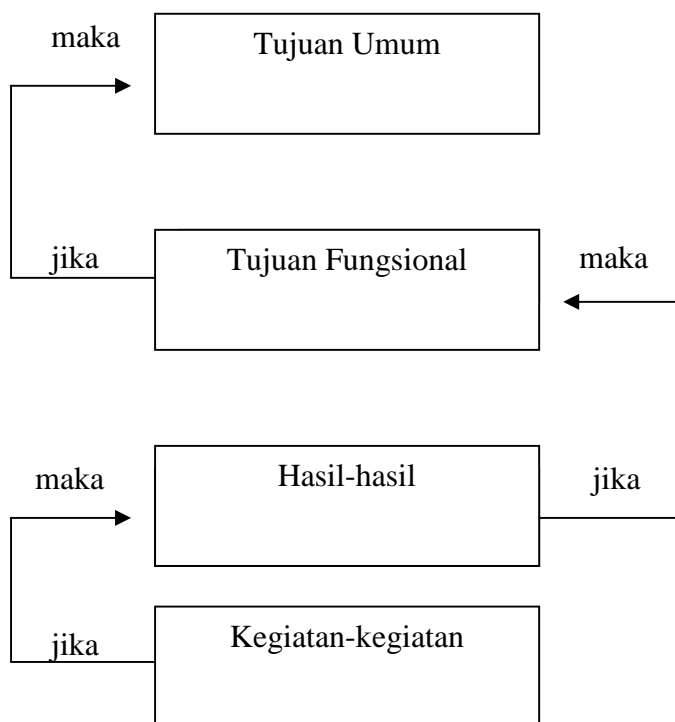 maka
Tujuan Umum
jika
Tujuan Fungsional
maka
maka
Hasil-hasil
jika
jika
Kegiatan-kegiatan